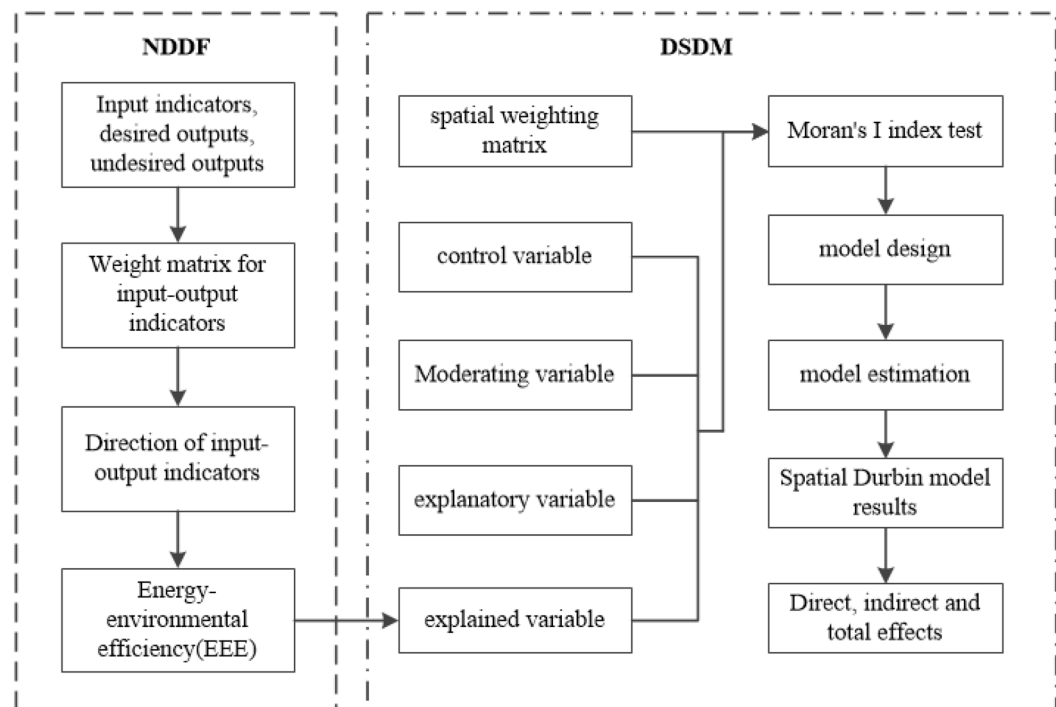 NDDF
Input indicators,
desired outputs,
undesired outputs
Weight matrix for
input-output
indicators
Direction of input-
output indicators
Energy-
environmental
efficiency(EEE)
DSDM
spatial weighting
matrix
control variable
Moderating variable
explanatory variable
explained variable
Moran's I index test
model design
model estimation
Spatial Durbin model
results
Direct, indirect and
total effects